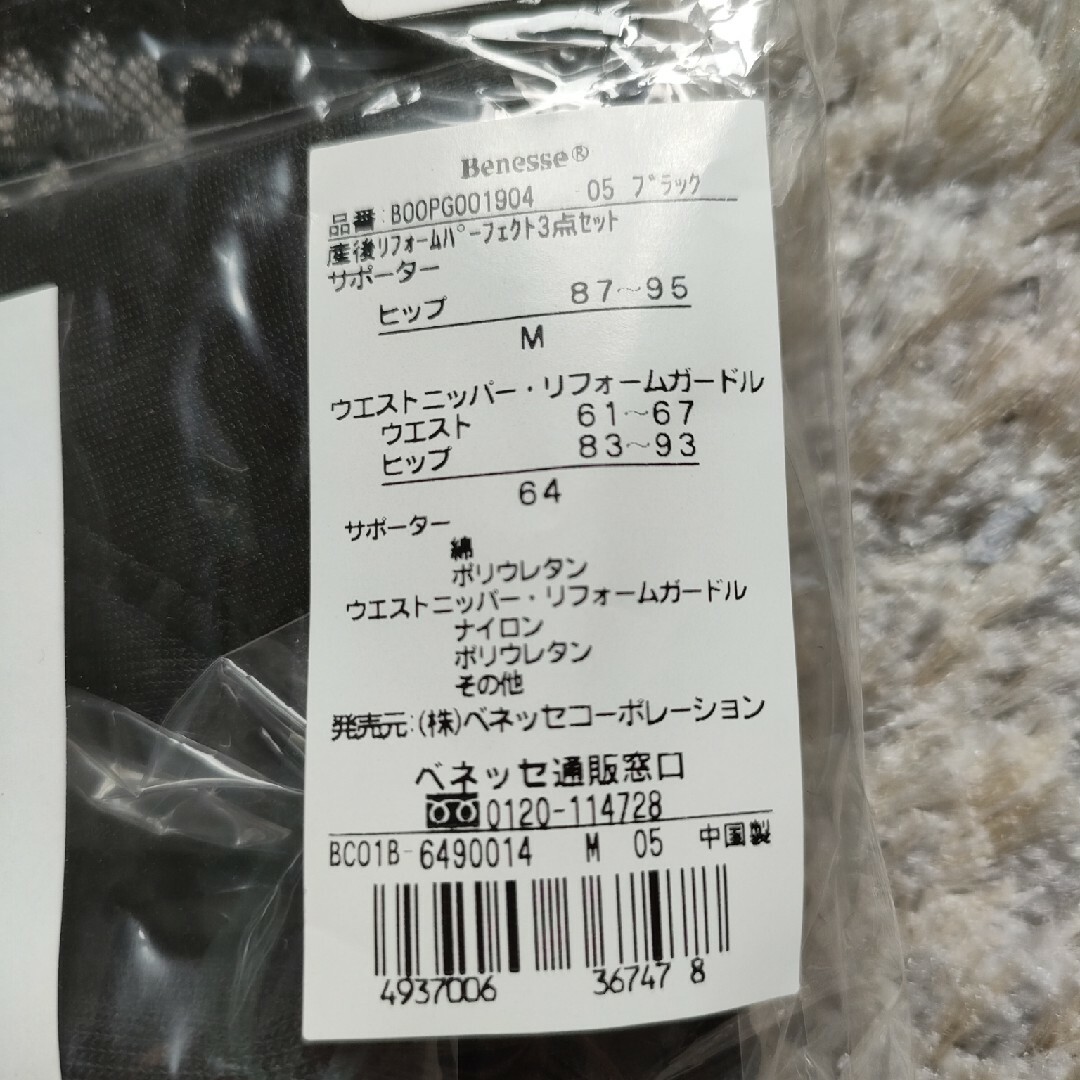 Benesse®
品番:B00PG001904 05 ブラック
産後リフォームパーフェクト3点セット
サポーター
ヒップ 87~95
M
ウエストニッパー・リフォームガードル
ウエスト 61~67
ヒップ 83~93
64
サポーター
綿
ポリウレタン
ウエストニッパー・リフォームガードル
ナイロン
ポリウレタン
その他
発売元:(株)ベネッセコーポレーション
ベネッセ通販窓口
0120-114728
BC01B-6490014 M 05 中国製
4937006 36747 8